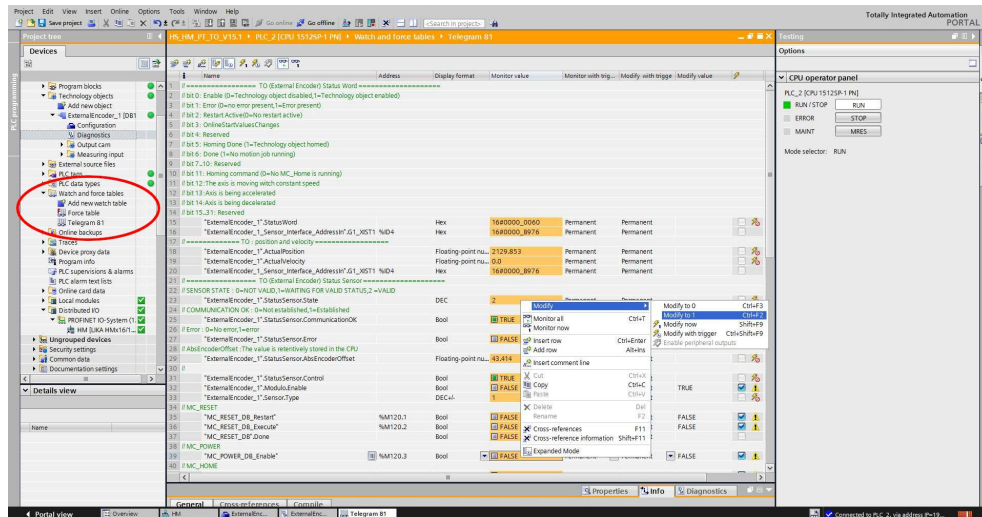 Project Edit View Insert Online Options Tools Window Help
Totally Integrated Automation
PORTAL
Save project
Go online
Go offline
<Search in project>
Project tree
HS_HM_PT_TO_V15.1 PLC_2 [CPU 1512SP-1 PN] Watch and force tables Telegram 81
Testing
Devices
Options
PLC programming
Name Address Display format Monitor value Monitor with trig... Modify with trigge Modify value
Program blocks
Technology objects
Add new object
ExternalEncoder_1 [DB1
Configuration
Diagnostics
Output cam
Measuring input
External source files
PLC tags
PLC data types
Watch and force tables
Add new watch table
Force table
Telegram 81
Online backups
Traces
Device proxy data
Program info
PLC supervisions & alarms
PLC alarm text lists
Online card data
Local modules
Distributed I/O
PROFINET IO-System (1.
HM [LIKA HMx16/1...
Ungrouped devices
Security settings
Common data
Documentation settings
Details view
Name
1 //================ TO (External Encoder) Status Word ====================
2 // bit 0: Enable (0=Technology object disabled,1=Technology object enabled)
3 // bit 1: Error (0=no error present,1=Error present)
4 // bit 2: Restart Active(0=No restart active)
5 // bit 3: OnlineStartValuesChanges
6 // bit 4: Reserved
7 // bit 5: Homing Done (1=Technology object homed)
8 // bit 6: Done (1=No motion job running)
9 // bit 7..10: Reserved
10 // bit 11: Homing command (0=No MC_Home is running)
11 // bit 12:The axis is moving witch constant speed
12 // bit 13:Axis is being accelerated
13 // bit 14:Axis is being decelerated
14 // bit 15..31: Reserved
15 "ExternalEncoder_1".StatusWord Hex 16#0000_0060 Permanent Permanent
16 "ExternalEncoder_1_Sensor_Interface_AddressIn".G1_XIST1 %ID4 Hex 16#0000_8976 Permanent Permanent
17 //============== TO : position and velocity ===================
18 "ExternalEncoder_1".ActualPosition Floating-point nu... 2129.853 Permanent Permanent
19 "ExternalEncoder_1".ActualVelocity Floating-point nu... 0.0 Permanent Permanent
20 "ExternalEncoder_1_Sensor_Interface_AddressIn".G1_XIST1 %ID4 Hex 16#0000_8976 Permanent Permanent
21 //================ TO (External Encoder) Status Sensor ====================
22 // SENSOR STATE : 0=NOT VALID,1=WAITING FOR VALID STATUS,2 =VALID
23 "ExternalEncoder_1".StatusSensor.State DEC 2
24 // COMMUNICATION OK : 0=Not established,1=Established
25 "ExternalEncoder_1".StatusSensor.CommunicationOK Bool TRUE
26 // Error : 0=No error,1=error
27 "ExternalEncoder_1".StatusSensor.Error Bool FALSE
28 // AbsEncoderOffset :The value is retentively stored in the CPU
29 "ExternalEncoder_1".StatusSensor.AbsEncoderOffset Floating-point nu... 43.414
30 //
31 "ExternalEncoder_1".StatusSensor.Control Bool TRUE
32 "ExternalEncoder_1".Modulo.Enable Bool FALSE TRUE
33 "ExternalEncoder_1".Sensor.Type DEC+/- 1
34 // MC_RESET
35 "MC_RESET_DB_Restart" %M120.1 Bool FALSE FALSE
36 "MC_RESET_DB_Execute" %M120.2 Bool FALSE FALSE
37 "MC_RESET_DB".Done Bool FALSE
38 // MC_POWER
39 "MC_POWER_DB_Enable" %M120.3 Bool FALSE FALSE
40 // MC_HOME
Modify
Monitor all Ctrl+T
Monitor now
Insert row Ctrl+Enter
Add row Alt+Ins
Insert comment line
Cut Ctrl+X
Copy Ctrl+C
Paste Ctrl+V
Delete Del
Rename F2
Cross-references F11
Cross-reference information Shift+F11
Expanded Mode
Modify to 0 Ctrl+F3
Modify to 1 Ctrl+F2
Modify now Shift+F9
Modify with trigger Ctrl+Shift+F9
Enable peripheral outputs
CPU operator panel
PLC_2 [CPU 1512SP-1 PN]
RUN / STOP RUN
ERROR STOP
MAINT MRES
Mode selector: RUN
Properties Info Diagnostics
General Cross-references Compile
Portal view Overview HM ExternalEnc... ExternalEnc... Telegram 81
Connected to PLC_2, via address IP=19...